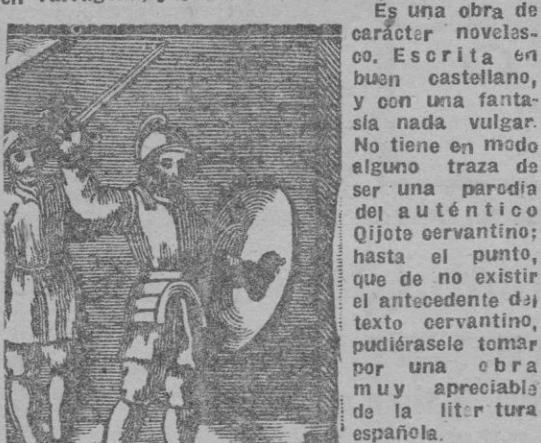 en Tarragona,
Es una obra de
carácter noveles-
co. Escrita en
buen castellano,
y con una fanta-
sía nada vulgar.
No tiene en modo
alguno traza de
ser una parodia
del auténtico
Qijote cervantino;
hasta el punto,
que de no existir
el antecedente del
texto cervantino,
pudiérasele tomar
por una obra
muy apreciable
de la liter tura
española.